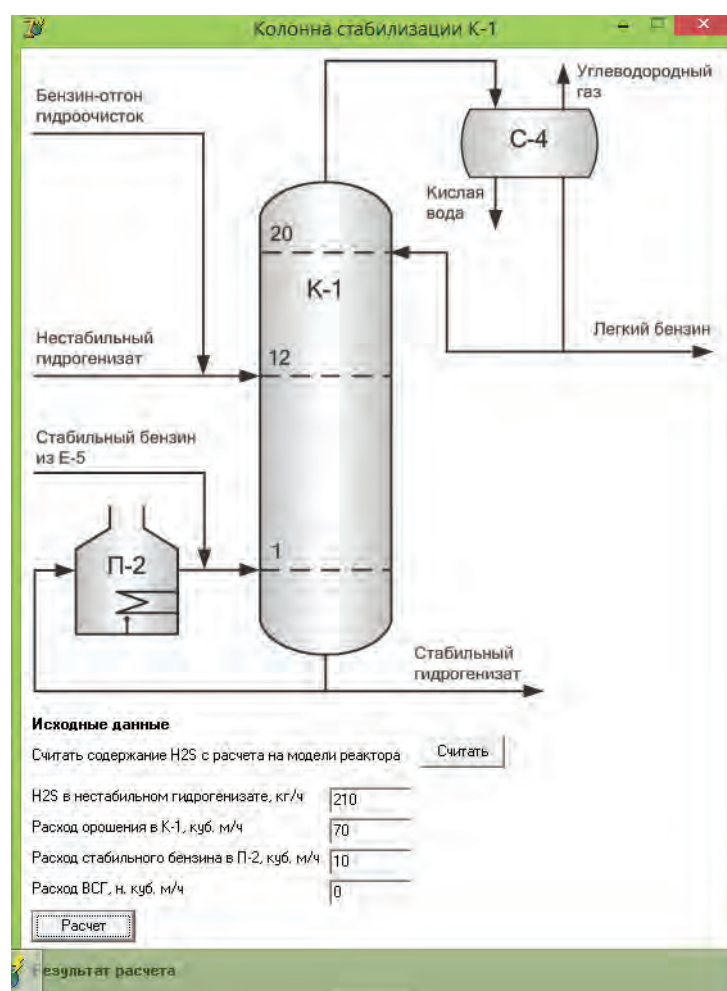 Колонна стабилизации К-1
Углеводородный
газ
Бензин-отгон
гидроочисток
С-4
Кислая
вода
20
К-1
Легкий бензин
Нестабильный
гидрогенизат
12
Стабильный бензин
из Е-5
П-2
1
Стабильный
гидрогенизат
Исходные данные
Считать содержание H2S с расчета на модели реактора
Считать
H2S в нестабильном гидрогенизате, кг/ч
210
Расход орошения в К-1, куб. м/ч
70
Расход стабильного бензина в П-2, куб. м/ч
10
Расход ВСГ, н. куб. м/ч
0
Расчет
Результат расчета